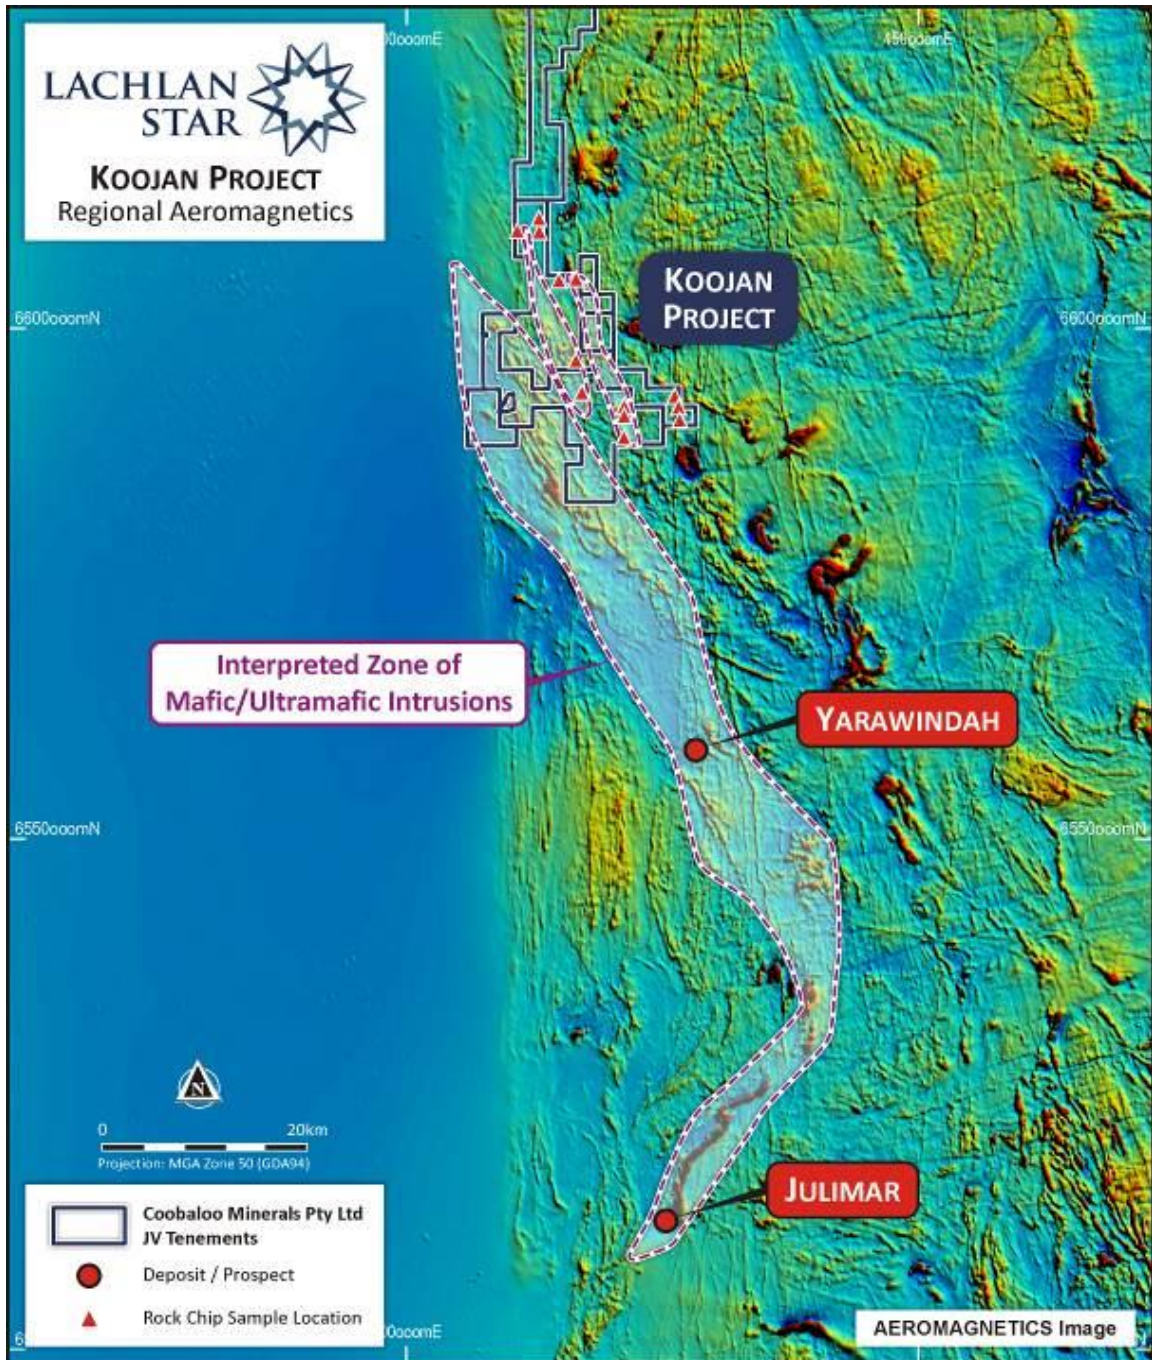 LACHLAN
STAR
KOOJAN PROJECT
Regional Aeromagnetics
450000mE
KOOJAN
PROJECT
6600000mN
6600000mN
Interpreted Zone of
Mafic/Ultramafic Intrusions
YARAWINDAH
6550000mN
6550000mN
N
0 20km
Projection: MGA Zone 50 (GDA94)
JULIMAR
Coobaloo Minerals Pty Ltd
JV Tenements
Deposit / Prospect
Rock Chip Sample Location
AEROMAGNETICS Image